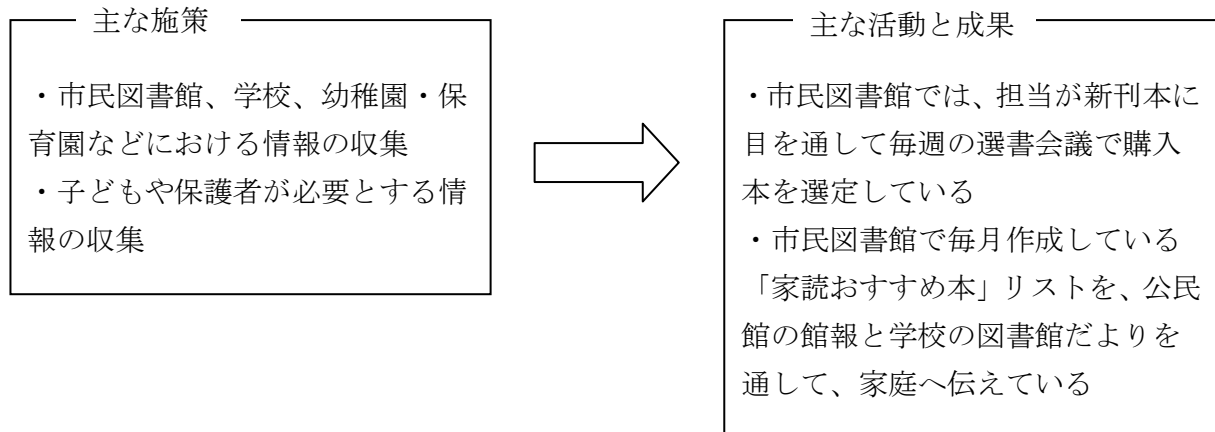 主な施策
・市民図書館、学校、幼稚園・保
育園などにおける情報の収集
・子どもや保護者が必要とする情
報の収集
主な活動と成果
・市民図書館では、担当が新刊本に
目を通して毎週の選書会議で購入
本を選定している
・市民図書館で毎月作成している
「家読おすすめ本」リストを、公民
館の館報と学校の図書館だよりを
通して、家庭へ伝えている